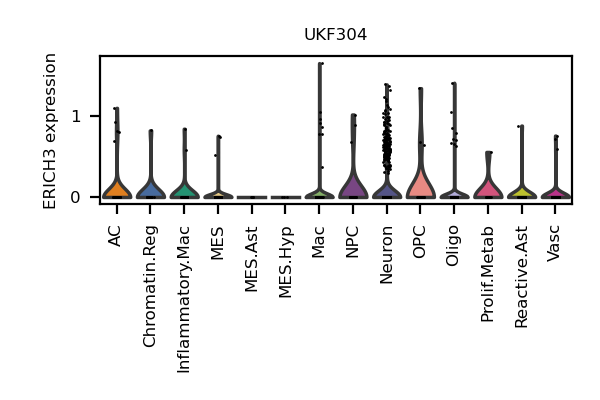 UKF304
ERICH3 expression
1
0
AC
Chromatin.Reg
Inflammatory.Mac
MES
MES.Ast
MES.Hyp
Mac
NPC
Neuron
OPC
Oligo
Prolif.Metab
Reactive.Ast
Vasc